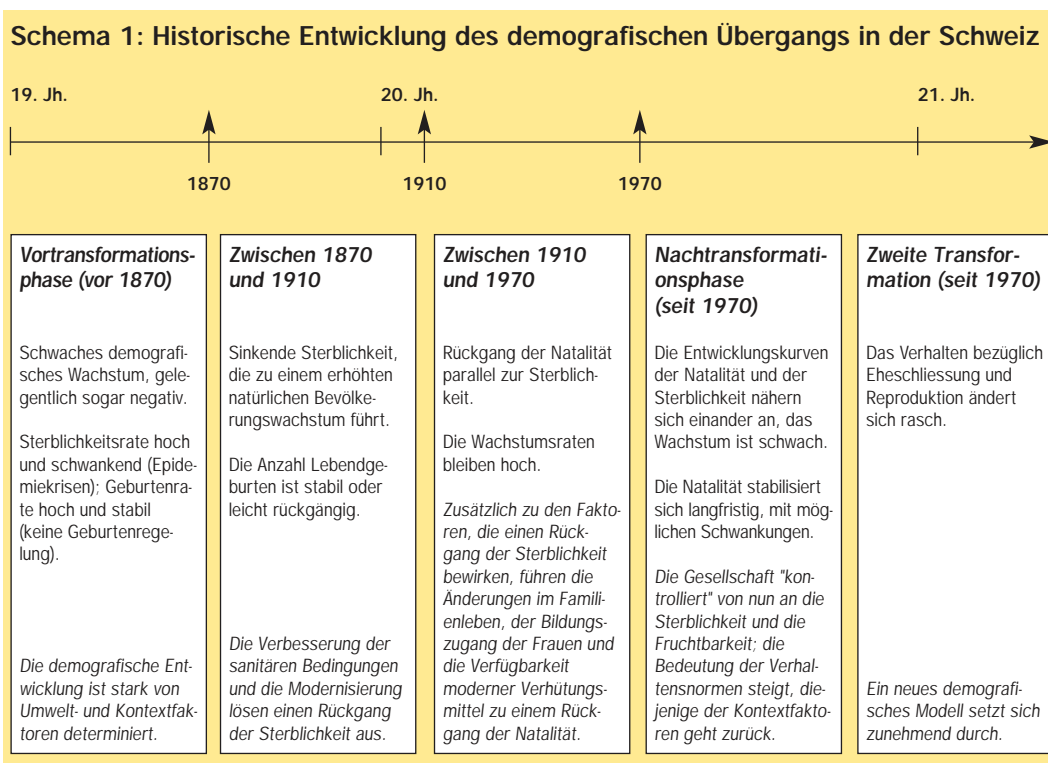 Schema 1: Historische Entwicklung des demografischen Übergangs in der Schweiz
19. Jh.
20. Jh.
21. Jh.
1870
1910
1970
Vortransformations-
phase (vor 1870)
Schwaches demografi-
sches Wachstum, gele-
gentlich sogar negativ.
Sterblichkeitsrate hoch
und schwankend (Epide-
miekrisen); Geburtenra-
te hoch und stabil
(keine Geburtenrege-
lung).
Die demografische Ent-
wicklung ist stark von
Umwelt- und Kontextfak-
toren determiniert.
Zwischen 1870
und 1910
Sinkende Sterblichkeit,
die zu einem erhöhten
natürlichen Bevölke-
rungswachstum führt.
Die Anzahl Lebendge-
burten ist stabil oder
leicht rückgängig.
Die Verbesserung der
sanitären Bedingungen
und die Modernisierung
lösen einen Rückgang
der Sterblichkeit aus.
Zwischen 1910
und 1970
Rückgang der Natalität
parallel zur Sterblich-
keit.
Die Wachstumsraten
bleiben hoch.
Zusätzlich zu den Fakto-
ren, die einen Rück-
gang der Sterblichkeit
bewirken, führen die
Änderungen im Famili-
enleben, der Bildungs-
zugang der Frauen und
die Verfügbarkeit
moderner Verhütungs-
mittel zu einem Rück-
gang der Natalität.
Nachtransformati-
onsphase
(seit 1970)
Die Entwicklungskurven
der Natalität und der
Sterblichkeit nähern
sich einander an, das
Wachstum ist schwach.
Die Natalität stabilisiert
sich langfristig, mit mög-
lichen Schwankungen.
Die Gesellschaft "kon-
trolliert" von nun an die
Sterblichkeit und die
Fruchtbarkeit; die
Bedeutung der Verhal-
tensnormen steigt, die-
jenige der Kontextfakto-
ren geht zurück.
Zweite Transfor-
mation (seit 1970)
Das Verhalten bezüglich
Eheschliessung und
Reproduktion ändert
sich rasch.
Ein neues demografi-
sches Modell setzt sich
zunehmend durch.